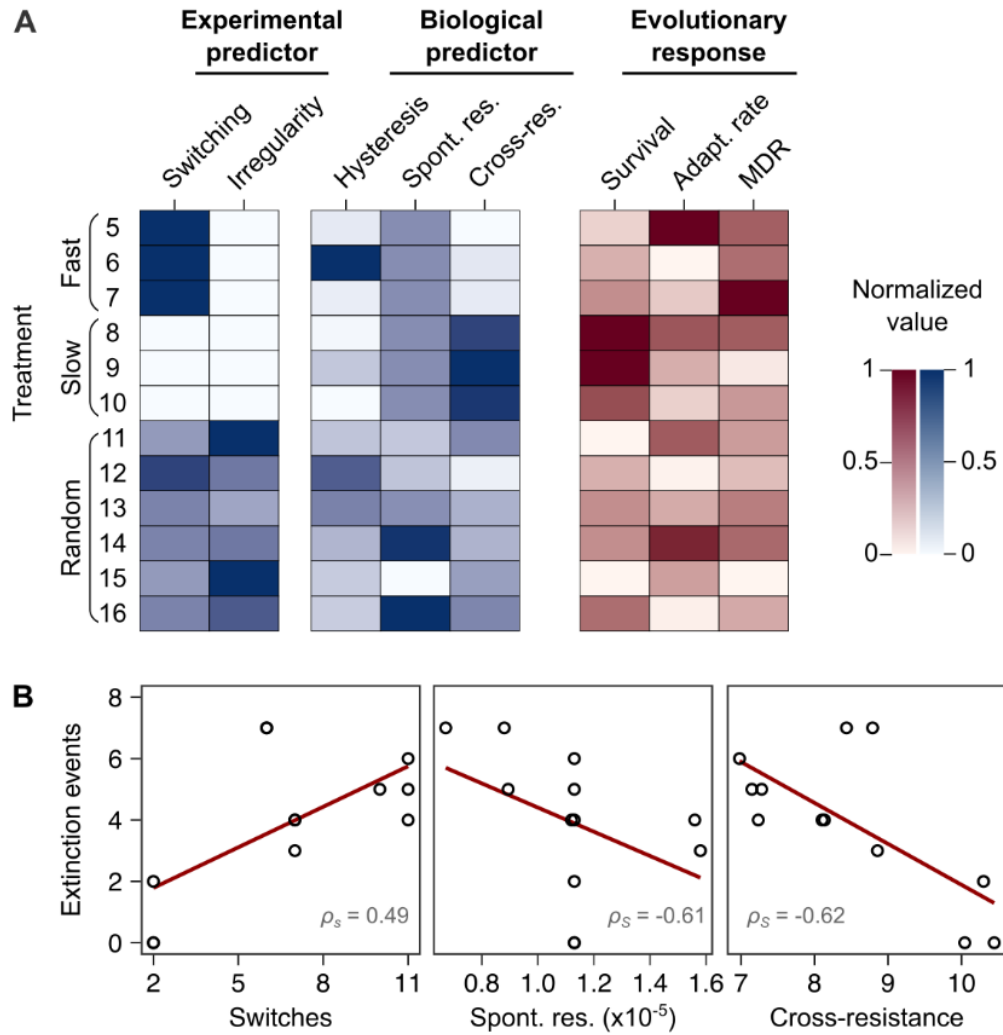 A
Experimental predictor
Biological predictor
Evolutionary response
Switching
Irregularity
Hysteresis
Spont. res.
Cross-res.
Survival
Adapt. rate
MDR
Treatment
Fast
5
6
7
Slow
8
9
10
Random
11
12
13
14
15
16
Normalized value
1 1
0.5 0.5
0 0
B
Extinction events
8
6
4
2
0
ρs = 0.49
ρS = -0.61
ρS = -0.62
2 5 8 11
0.8 1.0 1.2 1.4 1.6
7 8 9 10
Switches
Spont. res. (x10-5)
Cross-resistance